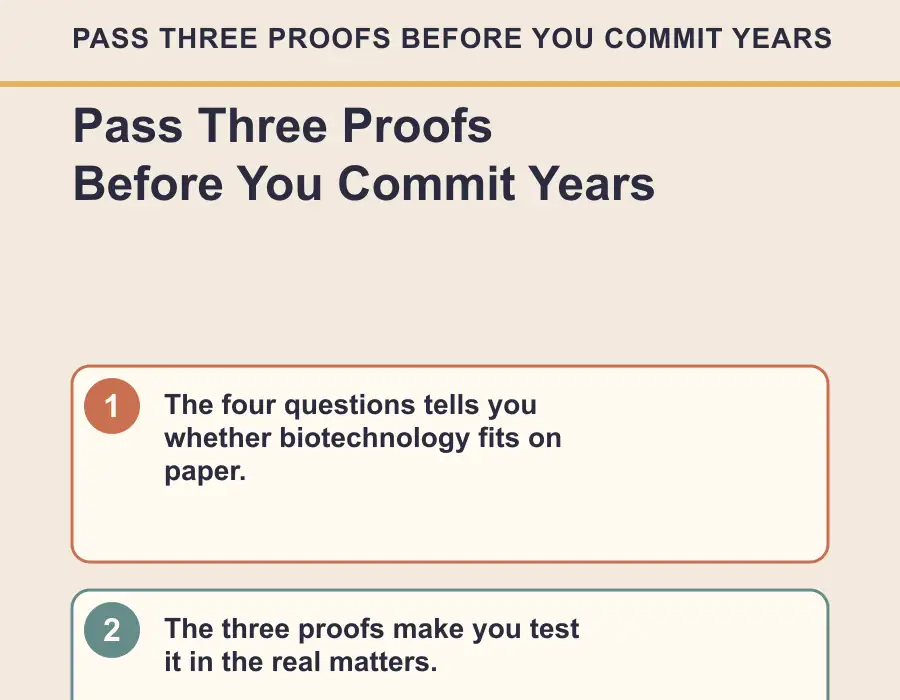 PASS THREE PROOFS BEFORE YOU COMMIT YEARS
Pass Three Proofs
Before You Commit Years
1
The four questions tells you
whether biotechnology fits on
paper.
2
The three proofs make you test
it in the real matters.